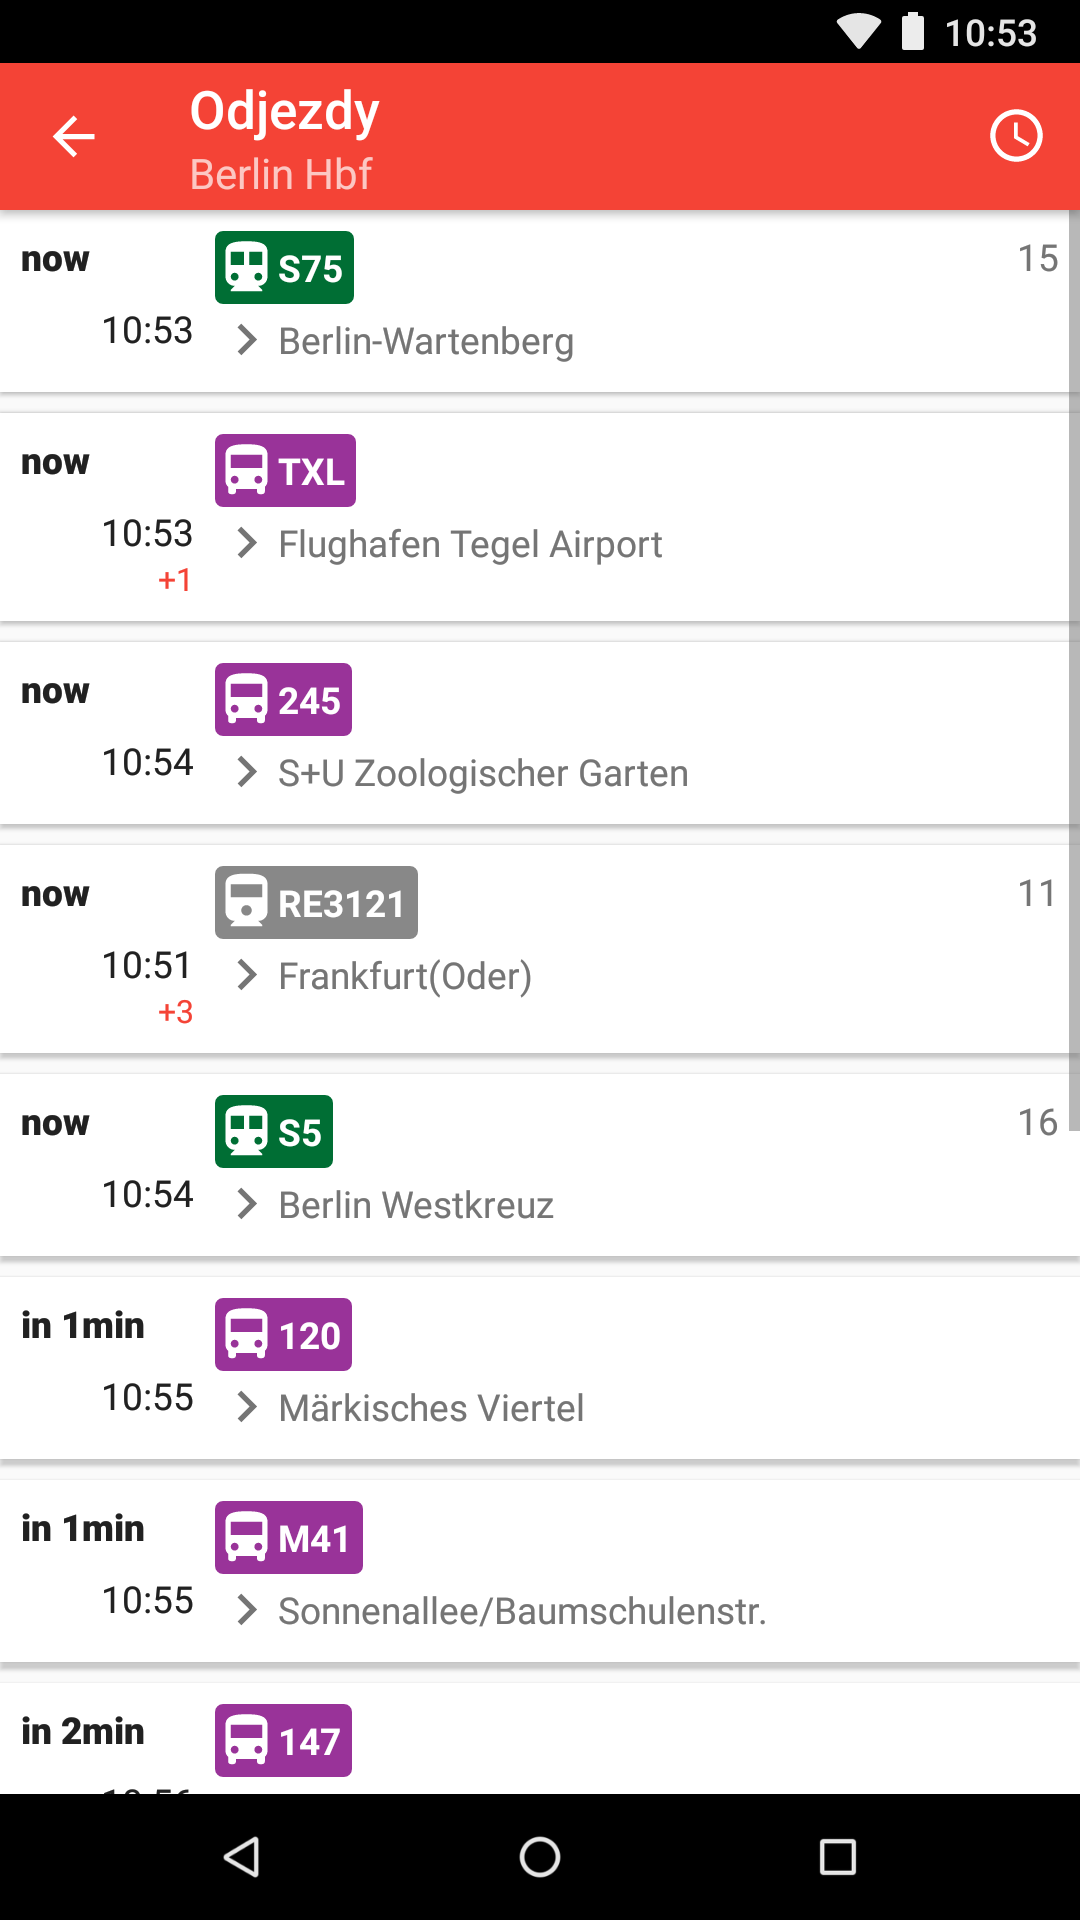 10:53
Odjezdy
Berlin Hbf
now S75 15
10:53 Berlin-Wartenberg
now TXL
10:53 Flughafen Tegel Airport
+1
now 245
10:54 S+U Zoologischer Garten
now RE3121 11
10:51 Frankfurt(Oder)
+3
now S5 16
10:54 Berlin Westkreuz
in 1min 120
10:55 Märkisches Viertel
in 1min M41
10:55 Sonnenallee/Baumschulenstr.
in 2min 147